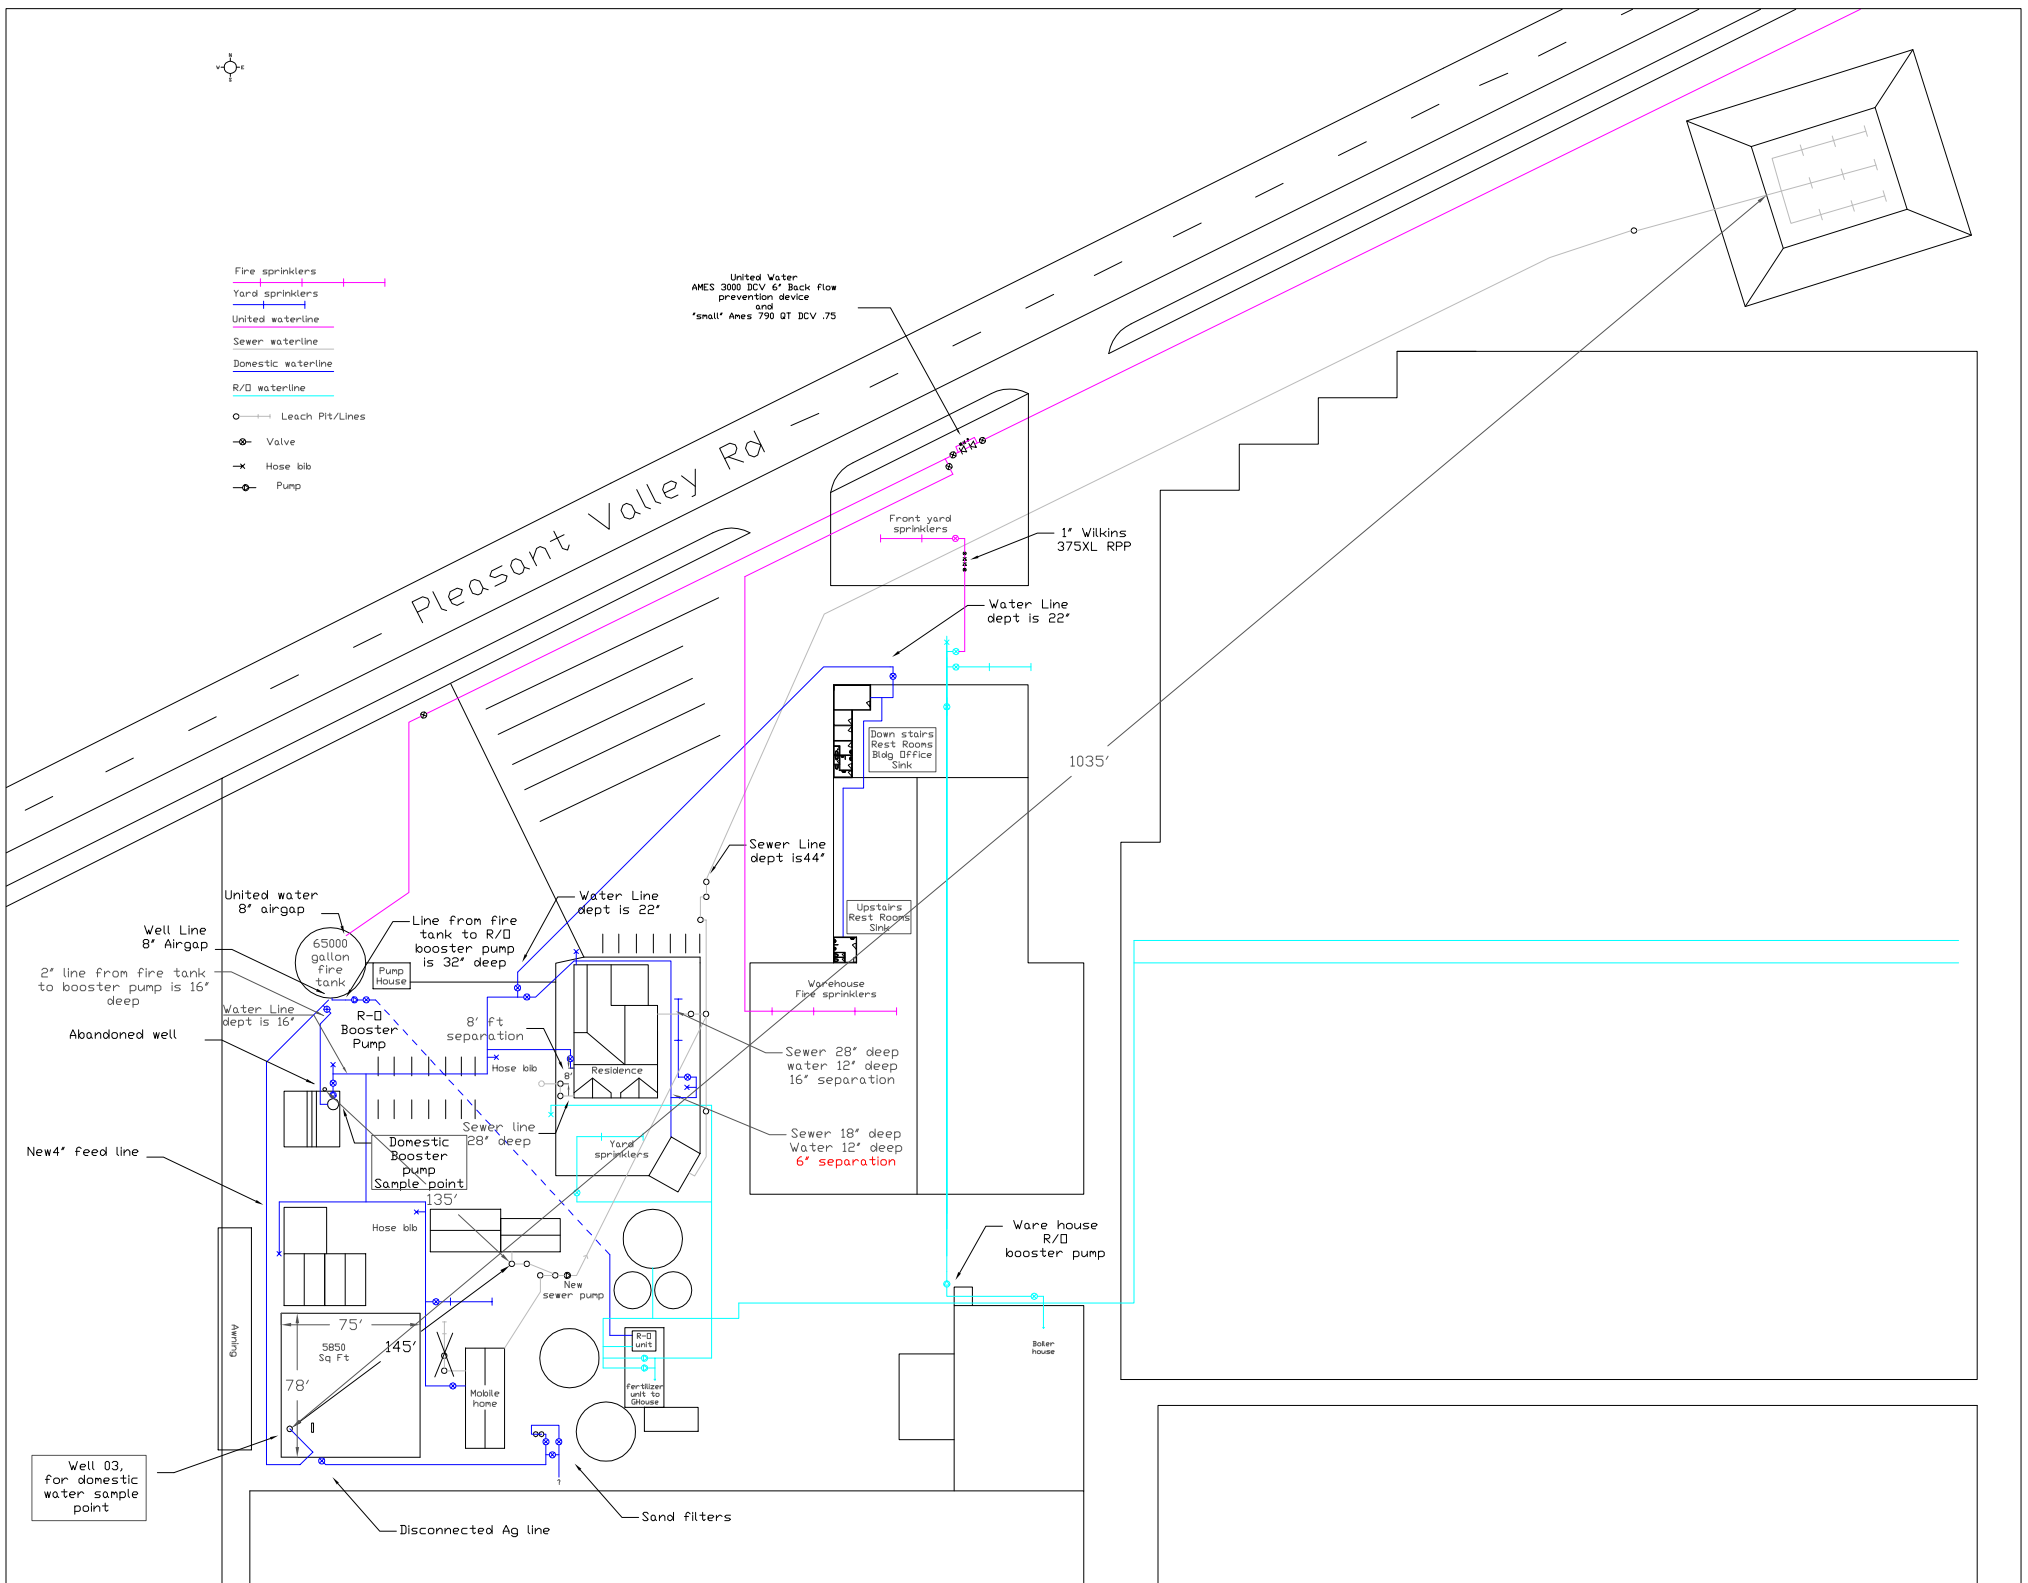 N
W E
S
Fire sprinklers
Yard sprinklers
United waterline
Sewer waterline
Domestic waterline
R/O waterline
Leach Pit/Lines
Valve
Hose bib
Pump
United Water
AMES 3000 DCV 6" Back flow
prevention device
and
"small" Ames 790 QT DCV .75
Pleasant Valley Rd
Front yard
sprinklers
1" Wilkins
375XL RPP
Water Line
dept is 22"
Down stairs
Rest Rooms
Bldg Office
Sink
1035'
Sewer Line
dept is44"
Upstairs
Rest Rooms
Sink
Warehouse
Fire sprinklers
United water
8" airgap
Well Line
8" Airgap
65000
gallon
fire
tank
Line from fire
tank to R/O
booster pump
is 32" deep
Water Line
dept is 22"
Pump
House
2" line from fire tank
to booster pump is 16"
deep
Water Line
dept is 16"
R-O
Booster
Pump
Abandoned well
8' ft
separation
Hose bib
8'
Residence
Sewer 28" deep
water 12" deep
16" separation
Sewer line
28" deep
Yard
sprinklers
Sewer 18" deep
Water 12" deep
6" separation
New4" feed line
Domestic
Booster
pump
Sample point
135'
Hose bib
New
sewer pump
Ware house
R/O
booster pump
Awning
75'
5850
Sq Ft
145'
78'
Mobile
home
R-O
unit
fertilizer
unit to
GHouse
Boiler
house
Well 03,
for domestic
water sample
point
?
Sand filters
Disconnected Ag line